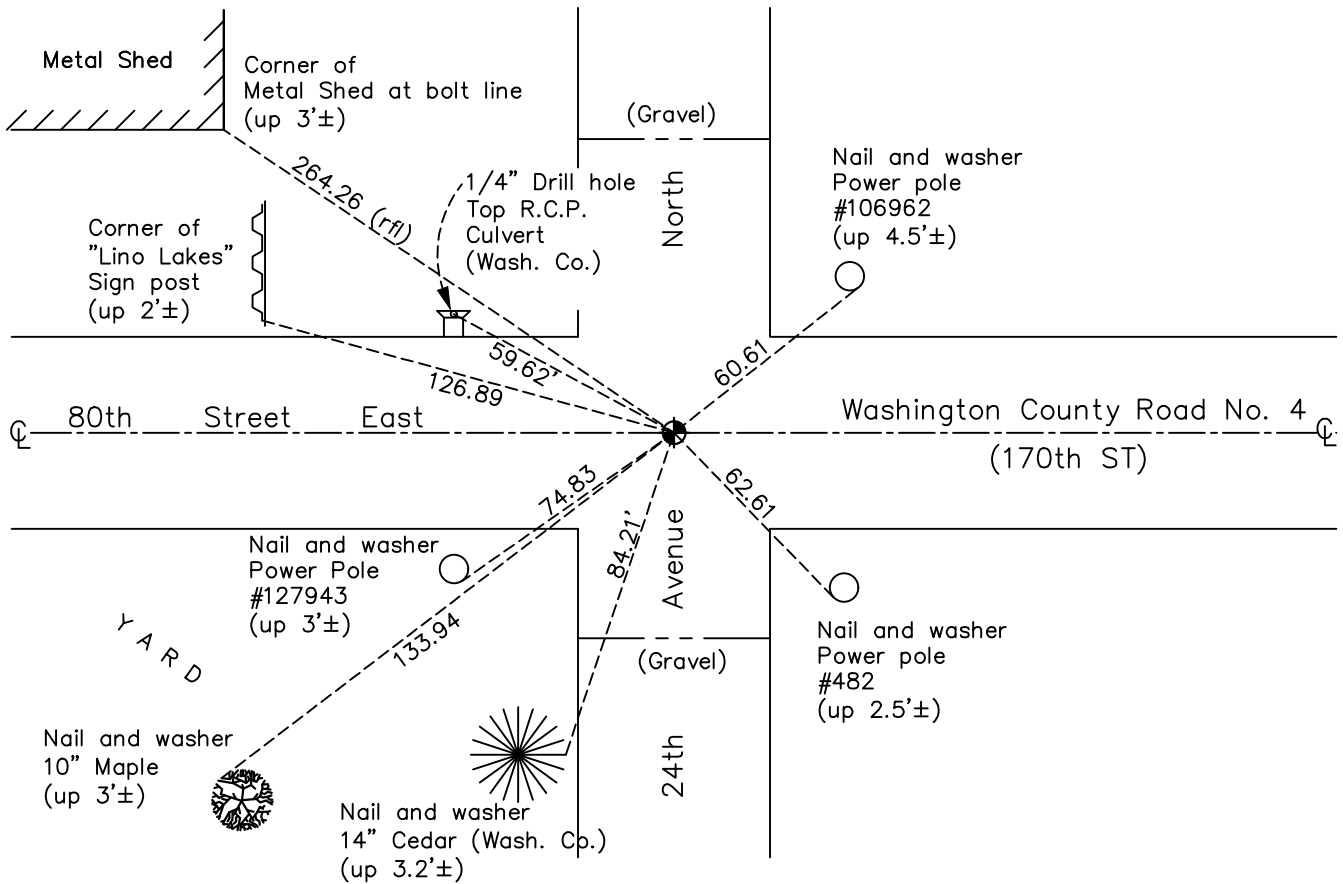 Metal Shed
Corner of
Metal Shed at bolt line
(up 3'±)
(Gravel)
264.26 (rfl)
1/4" Drill hole
Top R.C.P.
Culvert
(Wash. Co.)
North
Nail and washer
Power pole
#106962
(up 4.5'±)
Corner of
"Lino Lakes"
Sign post
(up 2'±)
59.62'
126.89
60.61
80th Street East
Washington County Road No. 4
(170th ST)
℄
℄
74.83
62.61
84.21'
Avenue
Nail and washer
Power Pole
#127943
(up 3'±)
133.94
YARD
(Gravel)
Nail and washer
Power pole
#482
(up 2.5'±)
24th
Nail and washer
10" Maple
(up 3'±)
Nail and washer
14" Cedar (Wash. Co.)
(up 3.2'±)